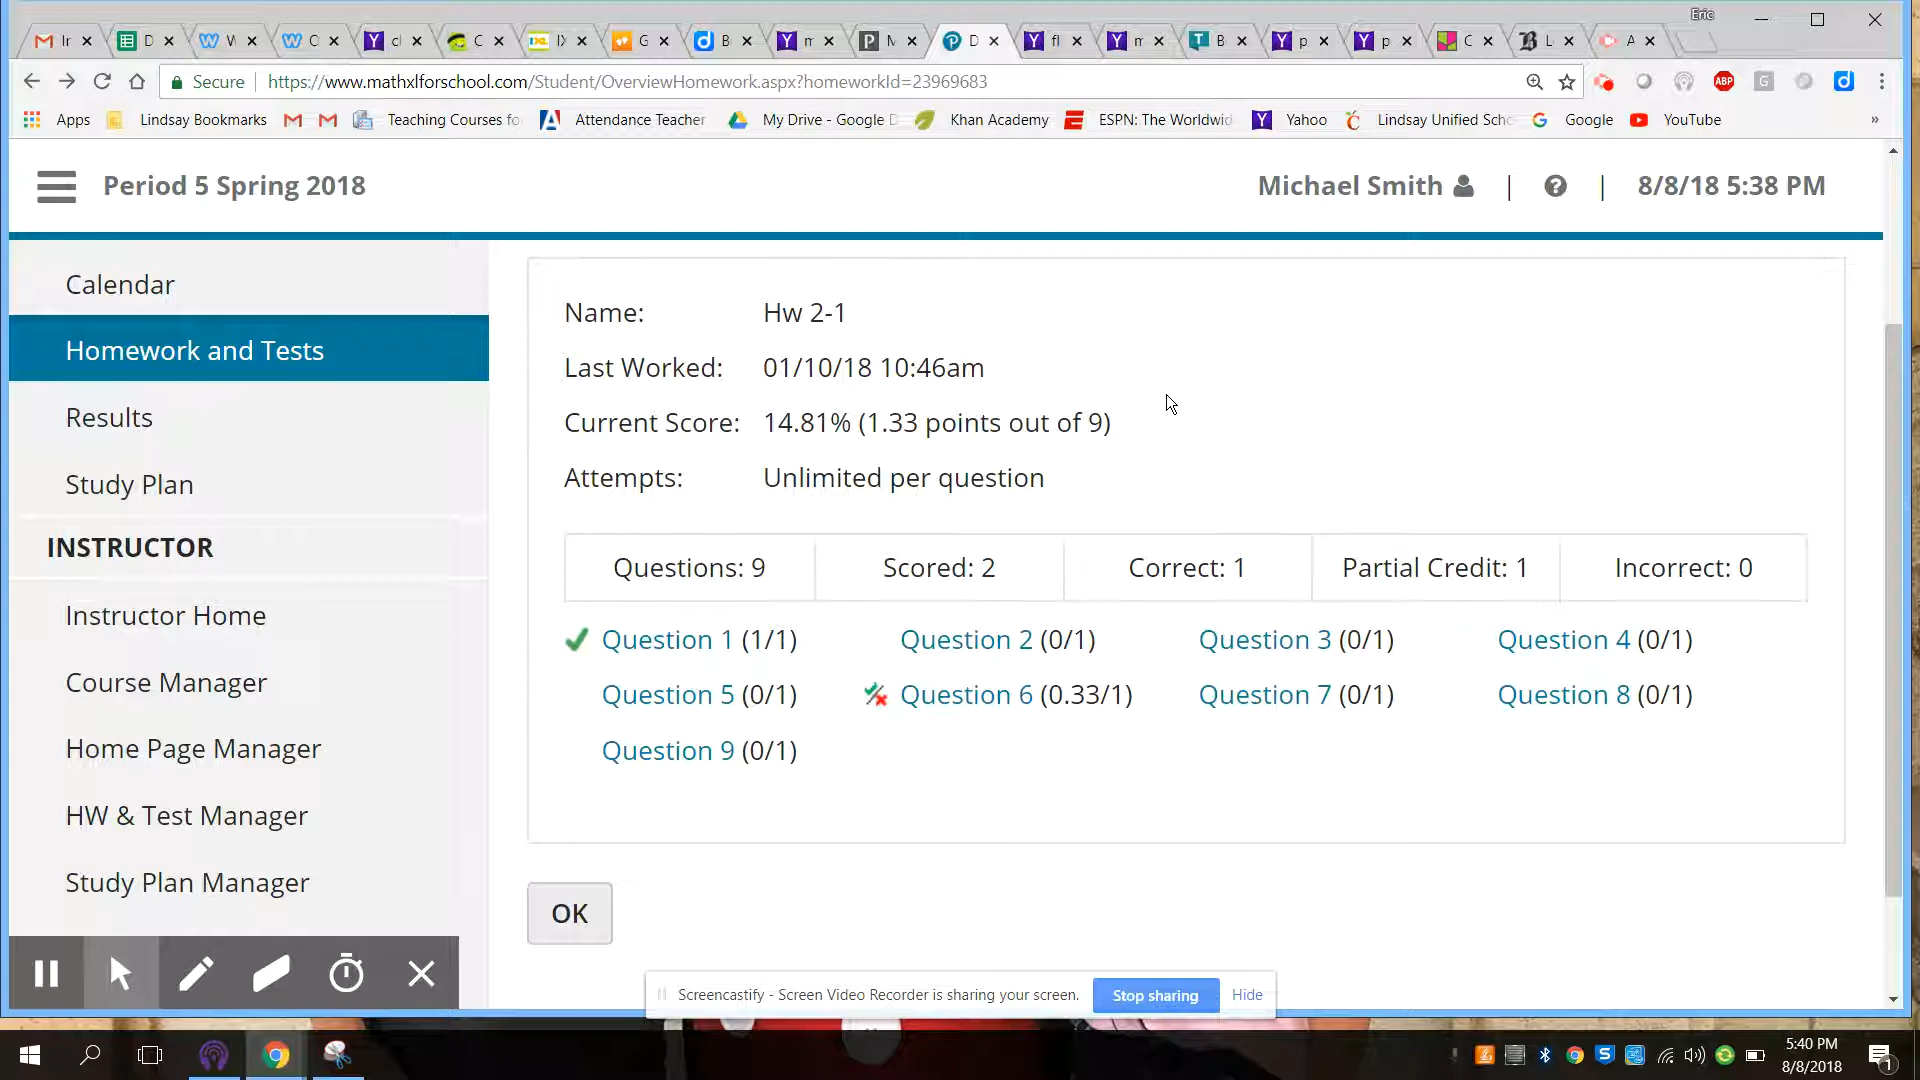 Eric
Ir
D
W
C
cl
C
IX
G
B
m
M
D
fl
m
B
p
p
C
L
A
Secure
https://www.mathxlforschool.com/Student/OverviewHomework.aspx?homeworkId=23969683
ABP
Apps
Lindsay Bookmarks
Teaching Courses fo
Attendance Teacher
My Drive - Google D
Khan Academy
ESPN: The Worldwid
Yahoo
Lindsay Unified Scho
Google
YouTube
»
Period 5 Spring 2018
Michael Smith
|
|
8/8/18 5:38 PM
Calendar
Homework and Tests
Results
Study Plan
INSTRUCTOR
Instructor Home
Course Manager
Home Page Manager
HW & Test Manager
Study Plan Manager
Name: Hw 2-1
Last Worked: 01/10/18 10:46am
Current Score: 14.81% (1.33 points out of 9)
Attempts: Unlimited per question
Questions: 9 Scored: 2 Correct: 1 Partial Credit: 1 Incorrect: 0
Question 1 (1/1) Question 2 (0/1) Question 3 (0/1) Question 4 (0/1)
Question 5 (0/1) Question 6 (0.33/1) Question 7 (0/1) Question 8 (0/1)
Question 9 (0/1)
OK
Screencastify - Screen Video Recorder is sharing your screen. Stop sharing Hide
5:40 PM
8/8/2018
1